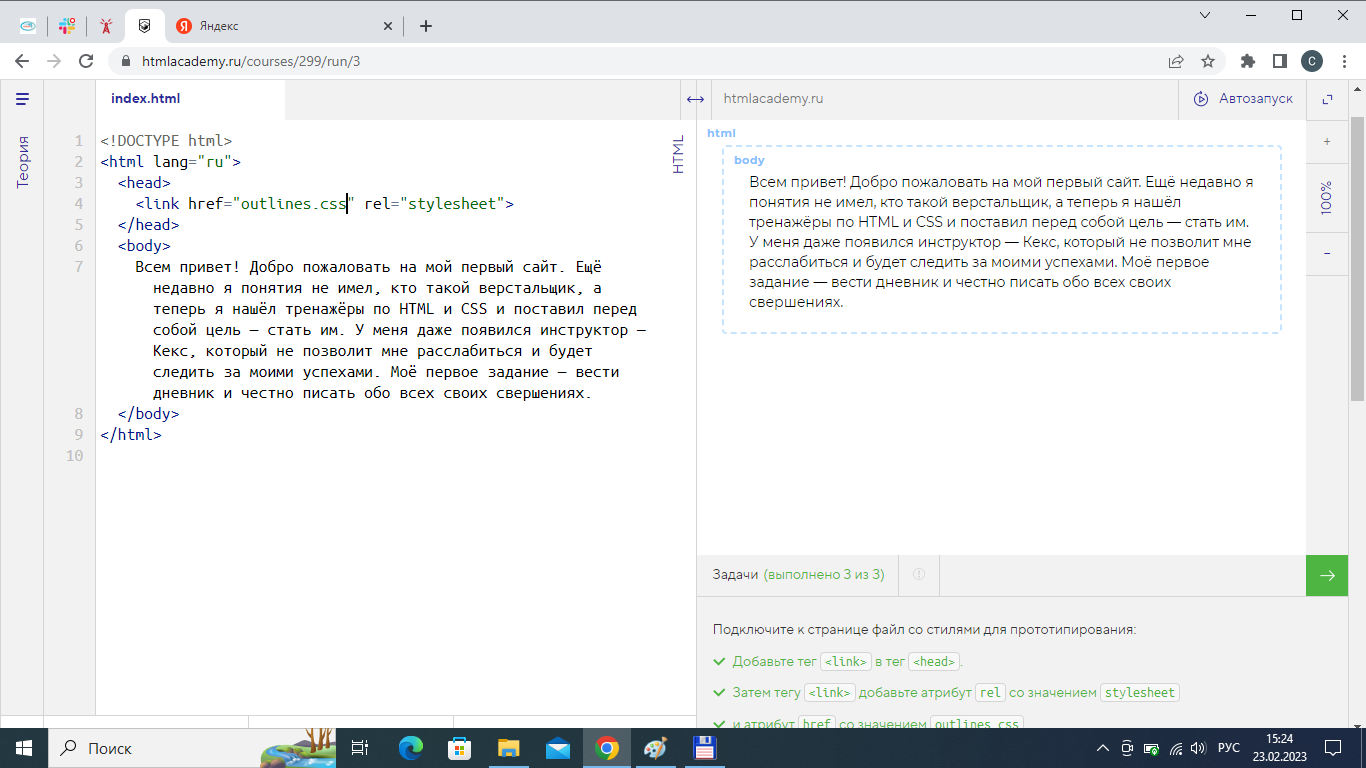 Яндекс
htmlacademy.ru/courses/299/run/3
C
Теория
index.html
1 <!DOCTYPE html>
2 <html lang="ru">
3 <head>
4 <link href="outlines.css" rel="stylesheet">
5 </head>
6 <body>
7 Всем привет! Добро пожаловать на мой первый сайт. Ещё
недавно я понятия не имел, кто такой верстальщик, а
теперь я нашёл тренажёры по HTML и CSS и поставил перед
собой цель — стать им. У меня даже появился инструктор —
Кекс, который не позволит мне расслабиться и будет
следить за моими успехами. Моё первое задание — вести
дневник и честно писать обо всех своих свершениях.
8 </body>
9 </html>
10
HTML
htmlacademy.ru
Автозапуск
html
body
Всем привет! Добро пожаловать на мой первый сайт. Ещё недавно я
понятия не имел, кто такой верстальщик, а теперь я нашёл
тренажёры по HTML и CSS и поставил перед собой цель — стать им.
У меня даже появился инструктор — Кекс, который не позволит мне
расслабиться и будет следить за моими успехами. Моё первое
задание — вести дневник и честно писать обо всех своих
свершениях.
+
100%
−
Задачи (выполнено 3 из 3)
Подключите к странице файл со стилями для прототипирования:
Добавьте тег <link> в тег <head>.
Затем тегу <link> добавьте атрибут rel со значением stylesheet
и атрибут href со значением outlines.css
Поиск
РУС
15:24
23.02.2023